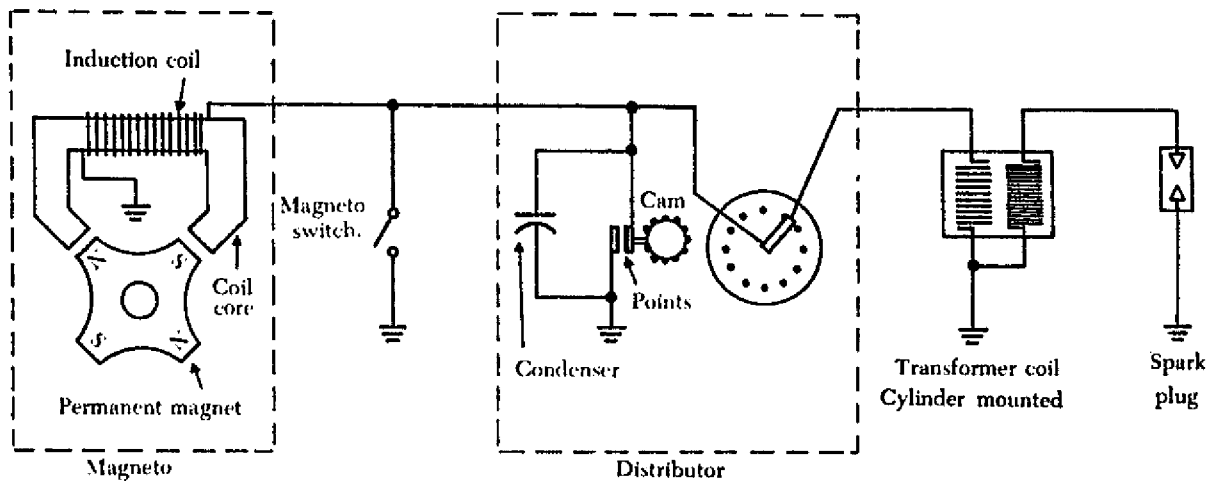 Induction coil
Magneto
switch.
Cam
Coil
core
Points
Condenser
Permanent magnet
N
S
S
N
Transformer coil
Cylinder mounted
Spark
plug
Magneto
Distributor